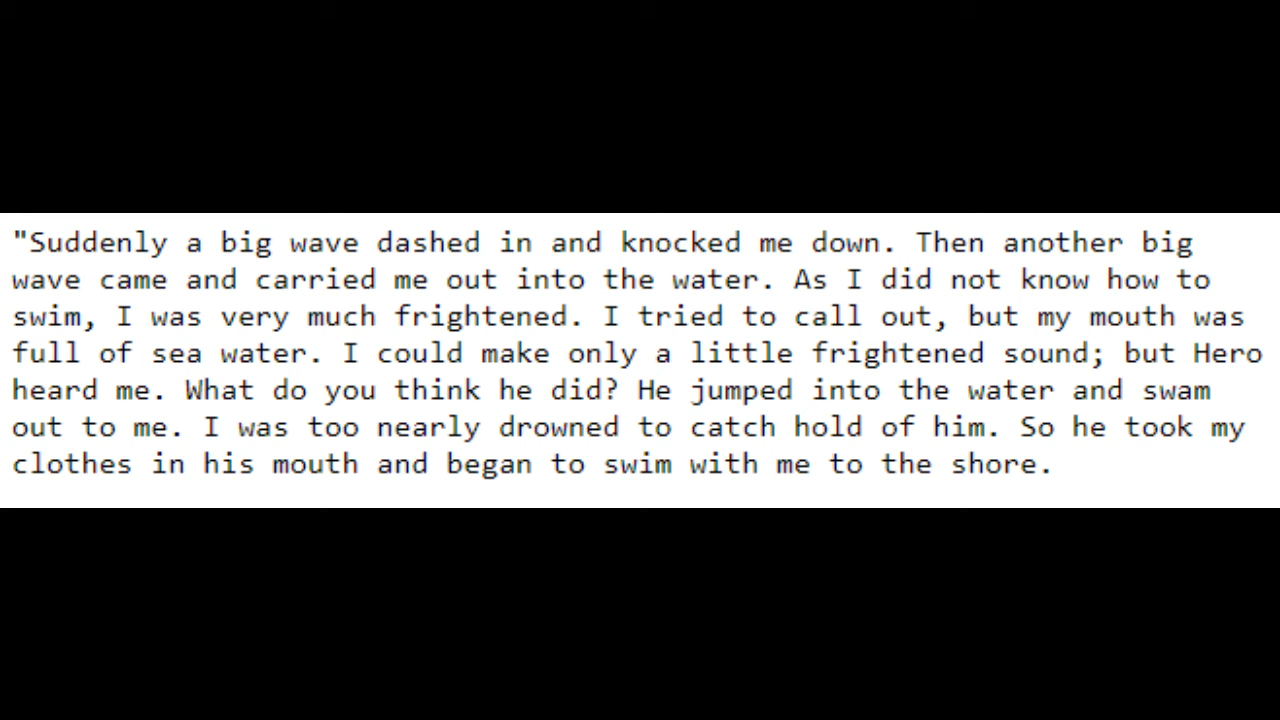 "Suddenly a big wave dashed in and knocked me down. Then another big
wave came and carried me out into the water. As I did not know how to
swim, I was very much frightened. I tried to call out, but my mouth was
full of sea water. I could make only a little frightened sound; but Hero
heard me. What do you think he did? He jumped into the water and swam
out to me. I was too nearly drowned to catch hold of him. So he took my
clothes in his mouth and began to swim with me to the shore.